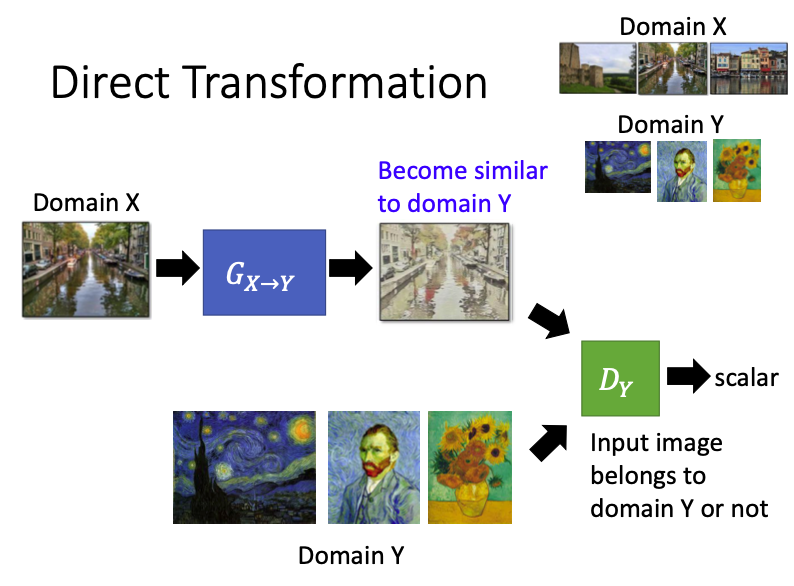 Direct Transformation
Domain X
Domain Y
Domain X
G_{X→Y}
Become similar
to domain Y
D_Y
scalar
Input image
belongs to
domain Y or not
Domain Y